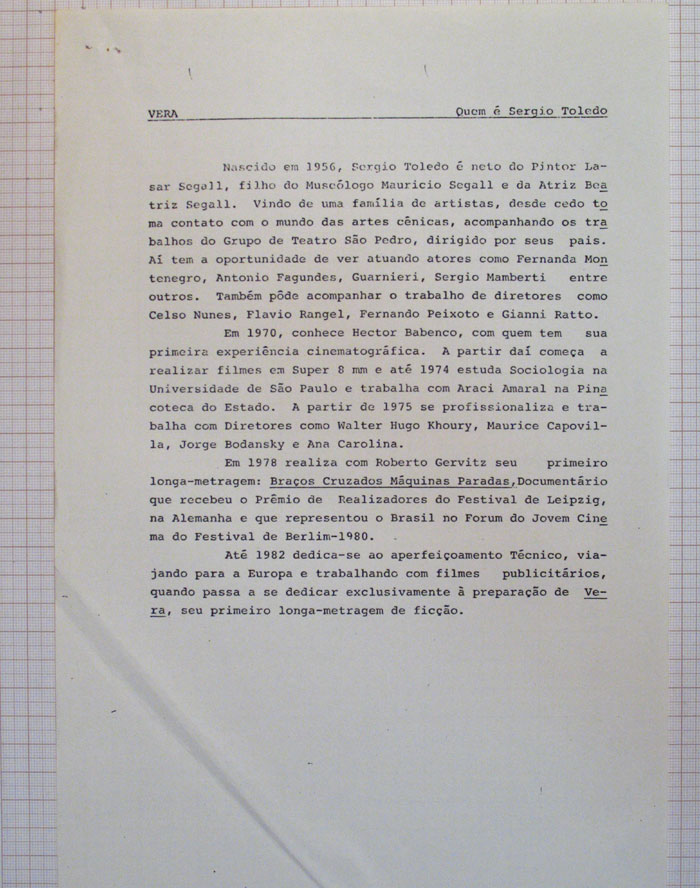 VERA Quem é Sergio Toledo
Nascido em 1956, Sergio Toledo é neto do Pintor La-
sar Segall, filho do Museólogo Mauricio Segall e da Atriz Bea
triz Segall. Vindo de uma família de artistas, desde cedo to
ma contato com o mundo das artes cênicas, acompanhando os tra
balhos do Grupo de Teatro São Pedro, dirigido por seus pais.
Aí tem a oportunidade de ver atuando atores como Fernanda Mon
tenegro, Antonio Fagundes, Guarnieri, Sergio Mamberti entre
outros. Também pôde acompanhar o trabalho de diretores como
Celso Nunes, Flavio Rangel, Fernando Peixoto e Gianni Ratto.
Em 1970, conhece Hector Babenco, com quem tem sua
primeira experiência cinematográfica. A partir daí começa a
realizar filmes em Super 8 mm e até 1974 estuda Sociologia na
Universidade de São Paulo e trabalha com Araci Amaral na Pina
coteca do Estado. A partir de 1975 se profissionaliza e tra-
balha com Diretores como Walter Hugo Khoury, Maurice Capovil-
la, Jorge Bodansky e Ana Carolina.
Em 1978 realiza com Roberto Gervitz seu primeiro
longa-metragem: Braços Cruzados Máquinas Paradas,Documentário
que recebeu o Prêmio de Realizadores do Festival de Leipzig,
na Alemanha e que representou o Brasil no Forum do Jovem Cine
ma do Festival de Berlim-1980.
Até 1982 dedica-se ao aperfeiçoamento Técnico, via-
jando para a Europa e trabalhando com filmes publicitários,
quando passa a se dedicar exclusivamente à preparação de Ve-
ra, seu primeiro longa-metragem de ficção.